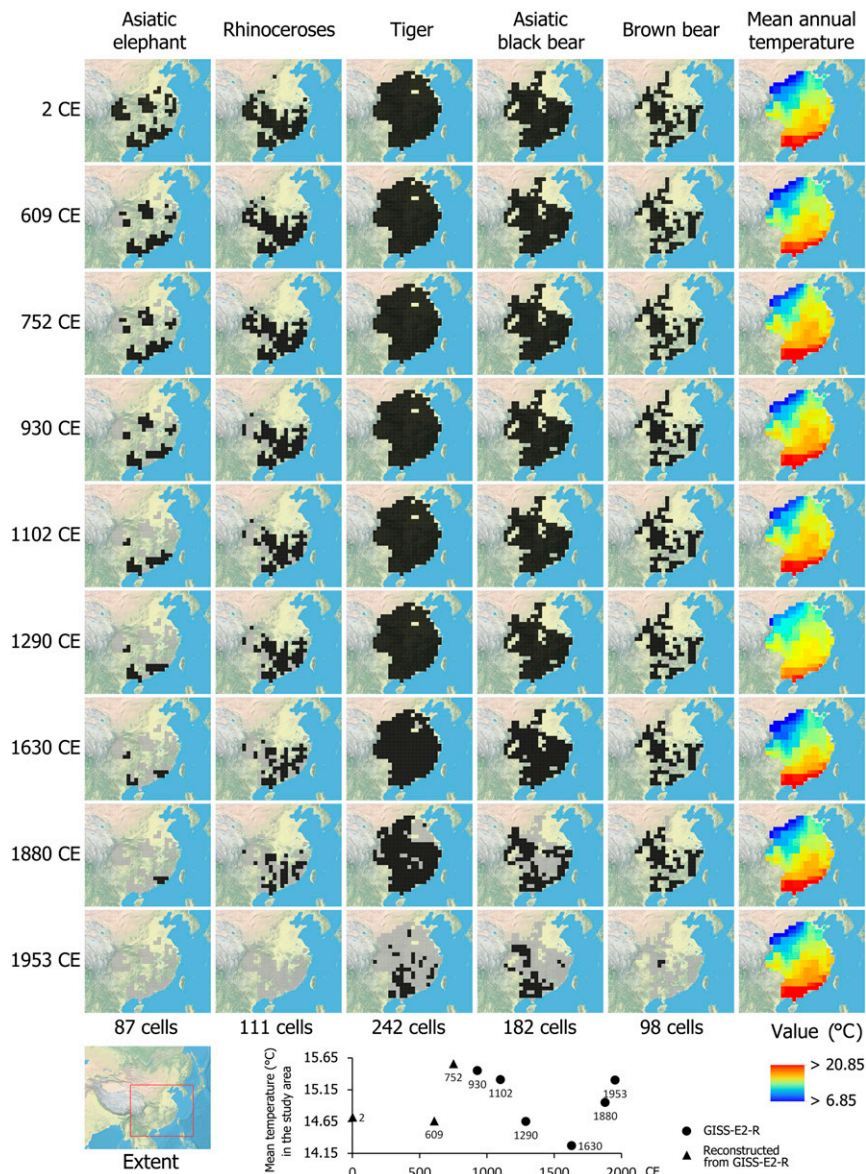 Asiatic elephant
Rhinoceroses
Tiger
Asiatic black bear
Brown bear
Mean annual temperature
2 CE
609 CE
752 CE
930 CE
1102 CE
1290 CE
1630 CE
1880 CE
1953 CE
87 cells
111 cells
242 cells
182 cells
98 cells
Value (°C)
> 20.85
> 6.85
Extent
Mean temperature (°C)
in the study area
15.65
15.15
14.65
14.15
2
609
752
930
1102
1290
1630
1880
1953
0
500
1000
1500
2000
CE
GISS-E2-R
Reconstructed
from GISS-E2-R